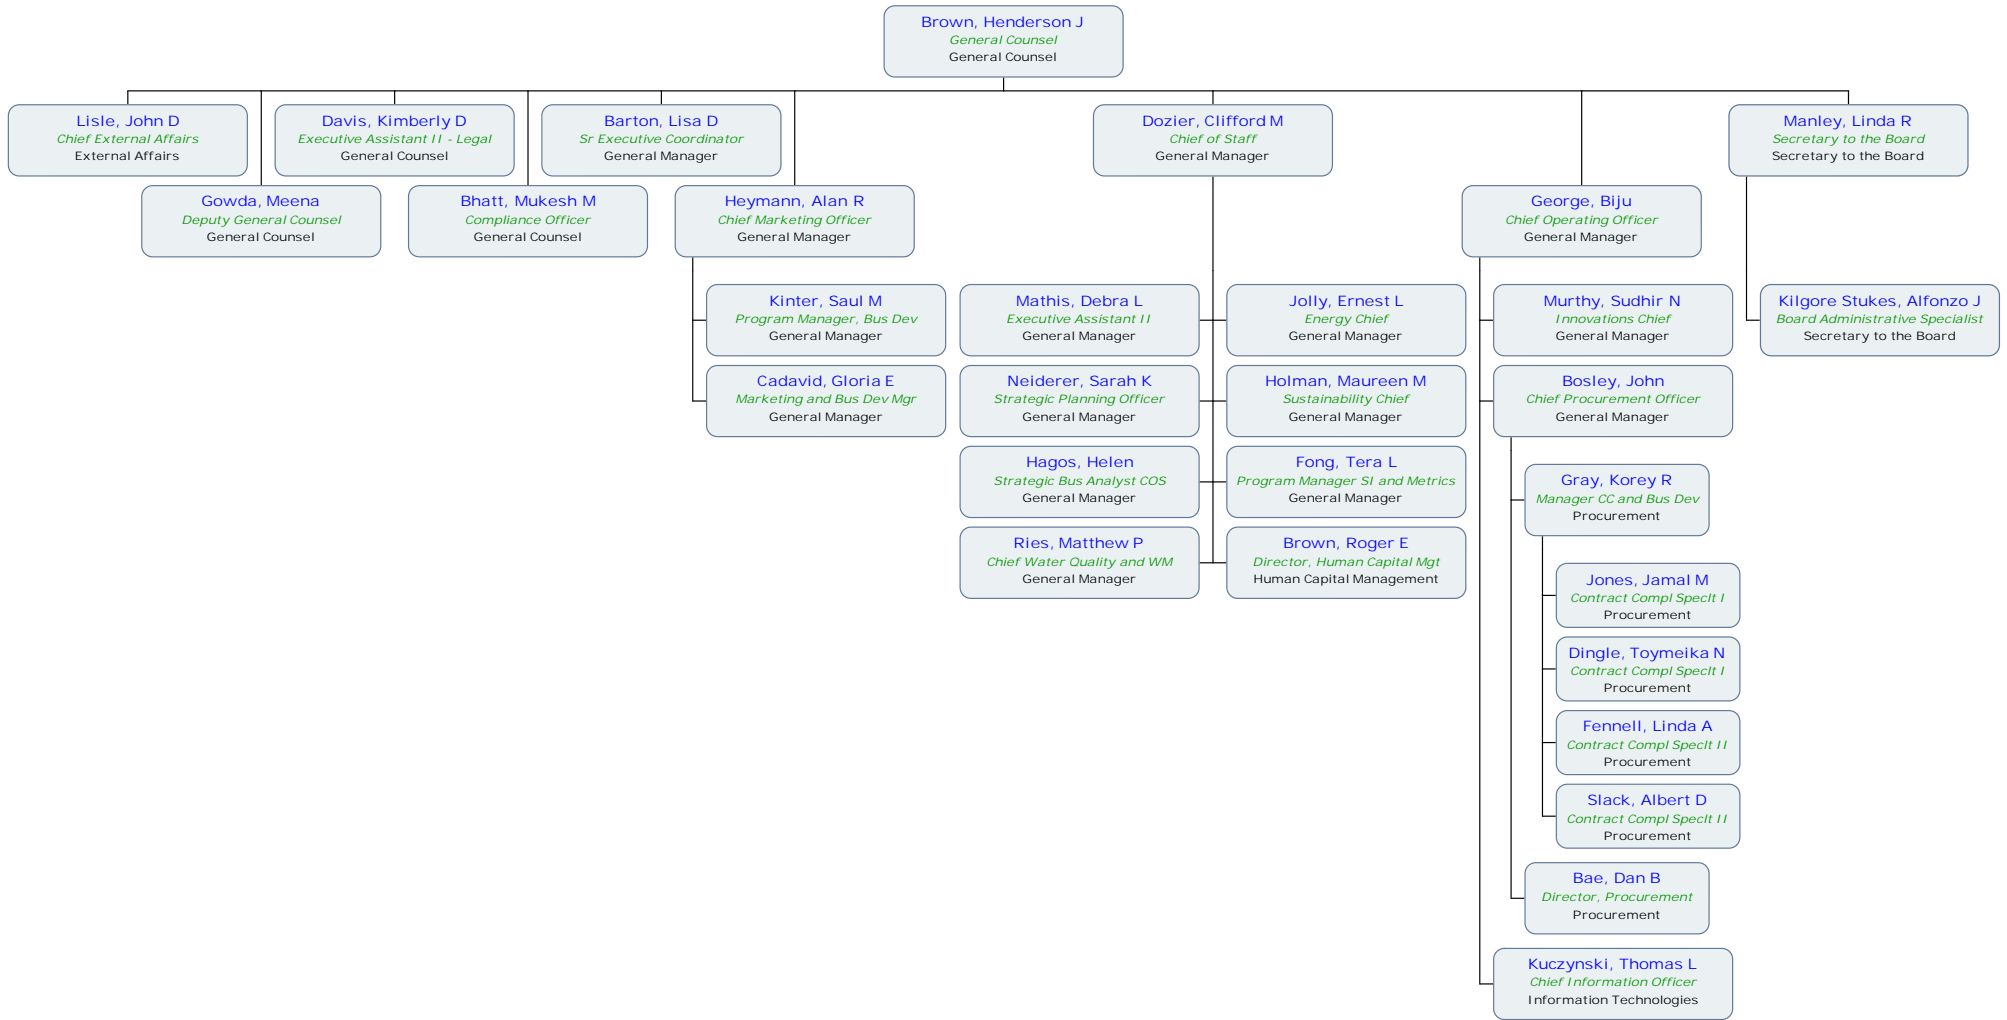 Brown, Henderson J
General Counsel
General Counsel
Lisle, John D
Chief External Affairs
External Affairs
Davis, Kimberly D
Executive Assistant II - Legal
General Counsel
Barton, Lisa D
Sr Executive Coordinator
General Manager
Dozier, Clifford M
Chief of Staff
General Manager
Manley, Linda R
Secretary to the Board
Secretary to the Board
Gowda, Meena
Deputy General Counsel
General Counsel
Bhatt, Mukesh M
Compliance Officer
General Counsel
Heymann, Alan R
Chief Marketing Officer
General Manager
George, Biju
Chief Operating Officer
General Manager
Kinter, Saul M
Program Manager, Bus Dev
General Manager
Cadavid, Gloria E
Marketing and Bus Dev Mgr
General Manager
Mathis, Debra L
Executive Assistant II
General Manager
Jolly, Ernest L
Energy Chief
General Manager
Neiderer, Sarah K
Strategic Planning Officer
General Manager
Holman, Maureen M
Sustainability Chief
General Manager
Hagos, Helen
Strategic Bus Analyst COS
General Manager
Fong, Tera L
Program Manager SI and Metrics
General Manager
Ries, Matthew P
Chief Water Quality and WM
General Manager
Brown, Roger E
Director, Human Capital Mgt
Human Capital Management
Murthy, Sudhir N
Innovations Chief
General Manager
Bosley, John
Chief Procurement Officer
General Manager
Gray, Korey R
Manager CC and Bus Dev
Procurement
Jones, Jamal M
Contract Compl Speclt I
Procurement
Dingle, Toymeika N
Contract Compl Speclt I
Procurement
Fennell, Linda A
Contract Compl Speclt II
Procurement
Slack, Albert D
Contract Compl Speclt II
Procurement
Bae, Dan B
Director, Procurement
Procurement
Kuczynski, Thomas L
Chief Information Officer
Information Technologies
Kilgore Stukes, Alfonzo J
Board Administrative Specialist
Secretary to the Board